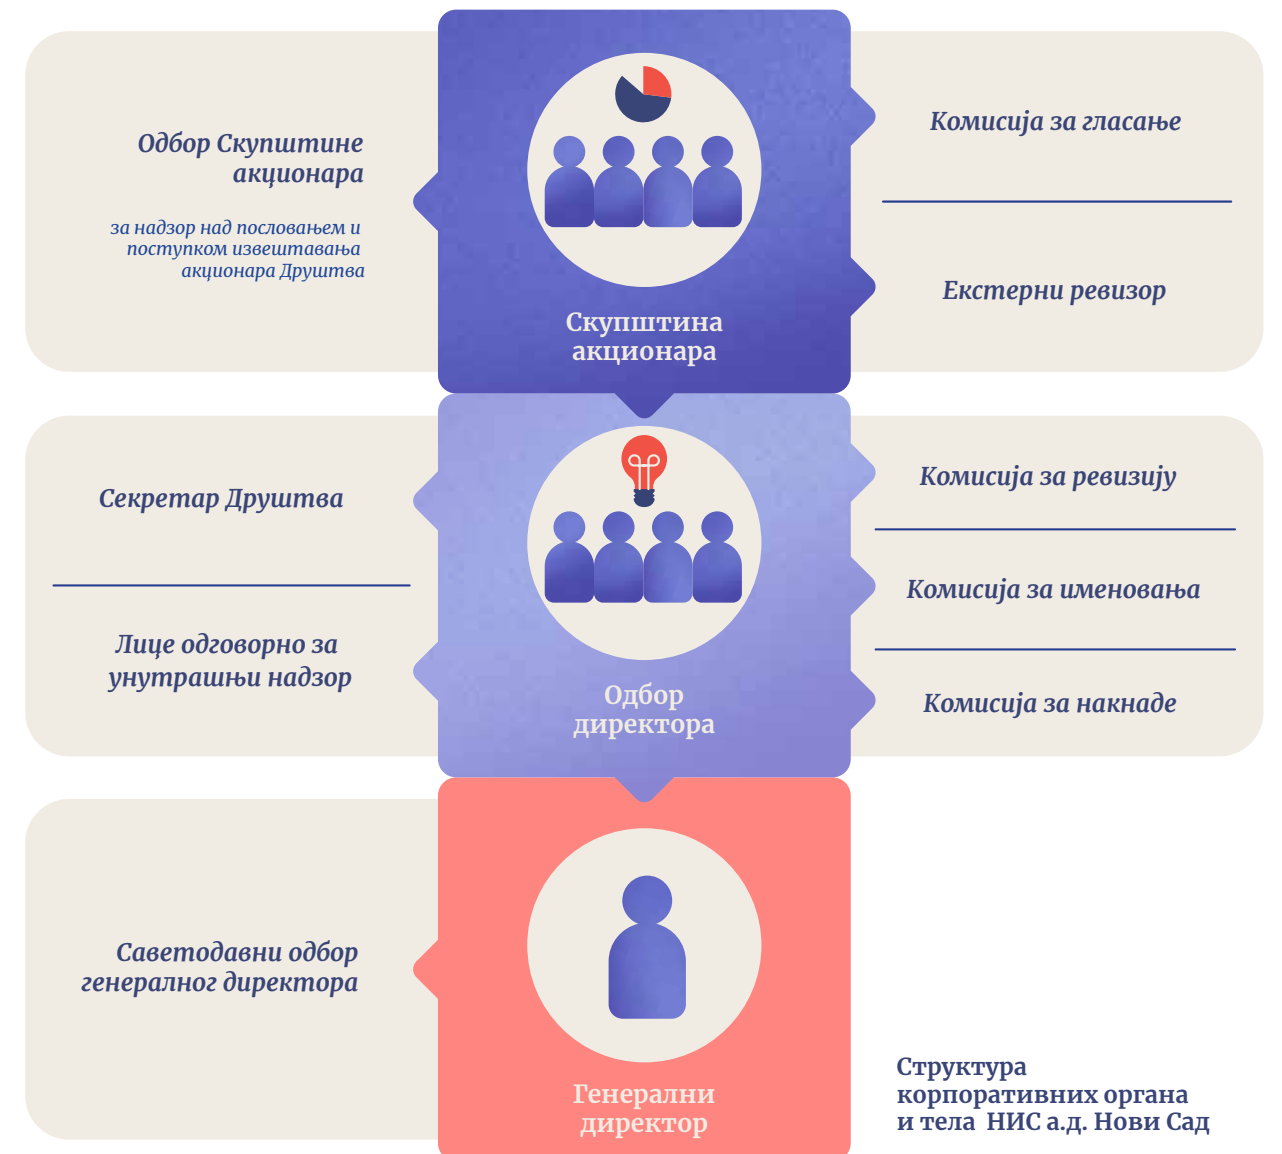 Одбор Скупштине
акционара
за надзор над пословањем и
поступком извештавања
акционара Друштва
Скупштина
акционара
Комисија за гласање
Екстерни ревизор
Секретар Друштва
Лице одговорно за
унутрашњи надзор
Одбор
директора
Комисија за ревизију
Комисија за именовања
Комисија за накнаде
Саветодавни одбор
генералног директора
Генерални
директор
Структура
корпоративних органа
и тела НИС а.д. Нови Сад